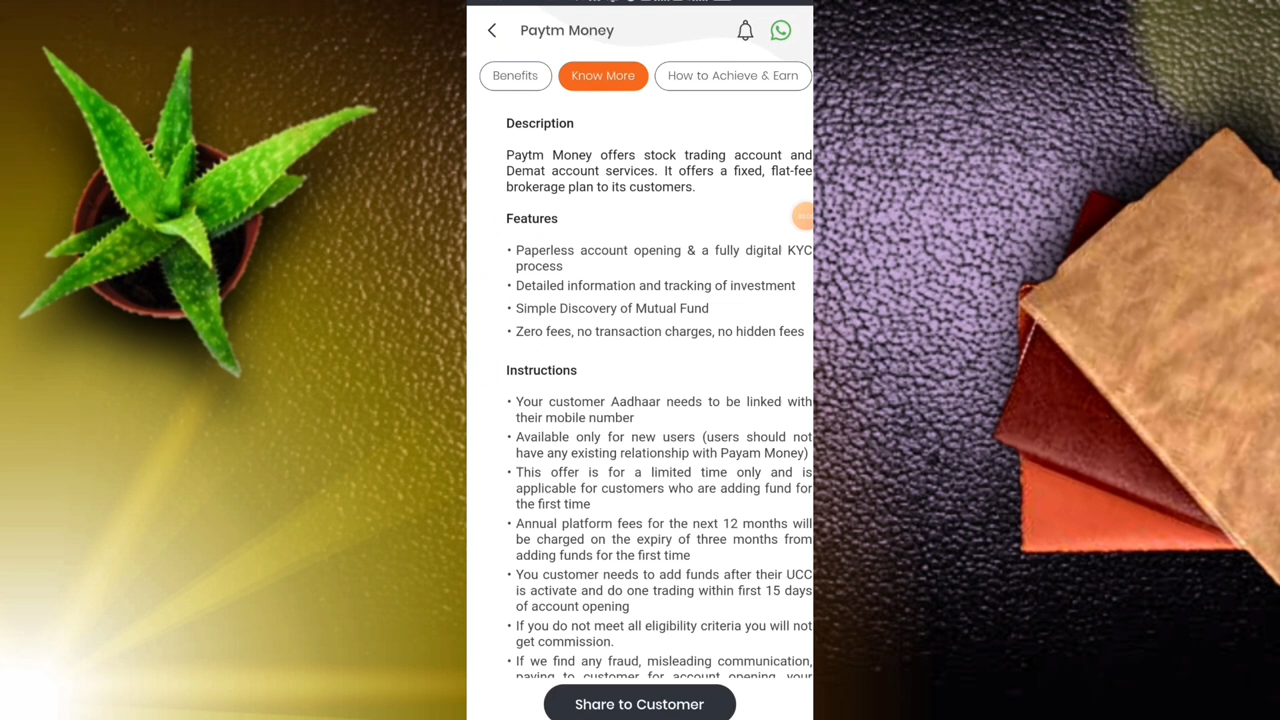 Paytm Money
Benefits
Know More
How to Achieve & Earn
Description
Paytm Money offers stock trading account and
Demat account services. It offers a fixed, flat-fee
brokerage plan to its customers.
Features
• Paperless account opening & a fully digital KYC
process
• Detailed information and tracking of investment
• Simple Discovery of Mutual Fund
• Zero fees, no transaction charges, no hidden fees
Instructions
• Your customer Aadhaar needs to be linked with
their mobile number
• Available only for new users (users should not
have any existing relationship with Payam Money)
• This offer is for a limited time only and is
applicable for customers who are adding fund for
the first time
• Annual platform fees for the next 12 months will
be charged on the expiry of three months from
adding funds for the first time
• You customer needs to add funds after their UCC
is activate and do one trading within first 15 days
of account opening
• If you do not meet all eligibility criteria you will not
get commission.
• If we find any fraud, misleading communication,
paying to customer for account opening, your
Share to Customer